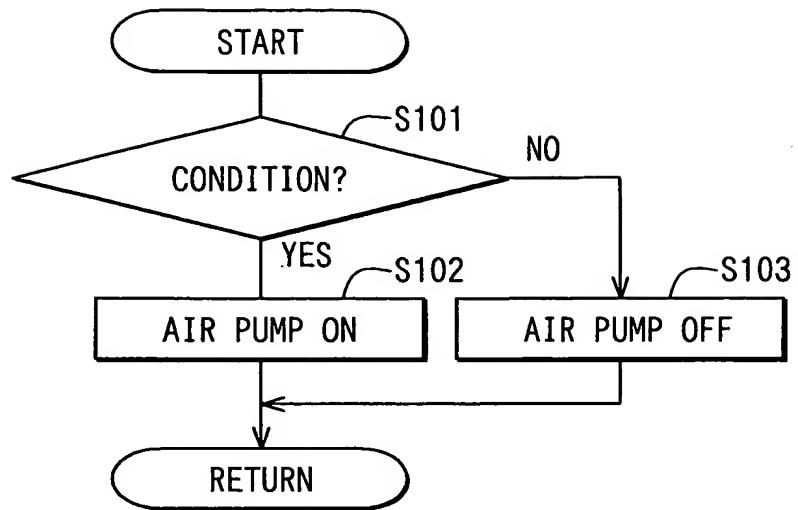 START
S101
CONDITION?
NO
YES
S102
S103
AIR PUMP ON
AIR PUMP OFF
RETURN